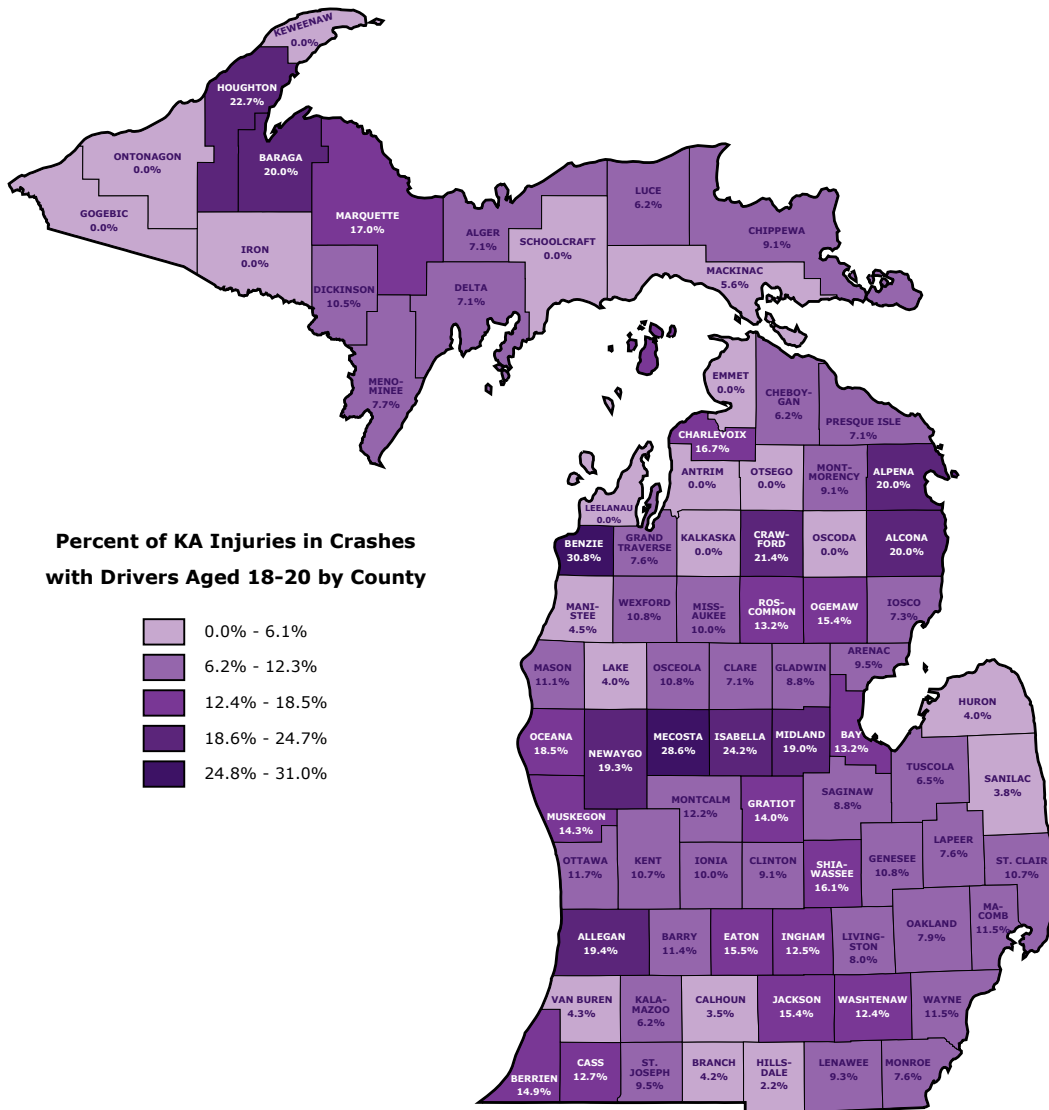 KEWEENAW
0.0%
HOUGHTON
22.7%
ONTONAGON
0.0%
BARAGA
20.0%
GOGEBIC
0.0%
MARQUETTE
17.0%
IRON
0.0%
DICKINSON
10.5%
ALGER
7.1%
SCHOOLCRAFT
0.0%
LUCE
6.2%
CHIPPEWA
9.1%
MACKINAC
5.6%
DELTA
7.1%
MENO-
MINEE
7.7%
EMMET
0.0%
CHEBOY-
GAN
6.2%
PRESQUE ISLE
7.1%
CHARLEVOIX
16.7%
ANTRIM
0.0%
OTSEGO
0.0%
MONT-
MORENCY
9.1%
ALPENA
20.0%
LEELANAU
0.0%
BENZIE
30.8%
GRAND
TRAVERSE
7.6%
KALKASKA
0.0%
CRAW-
FORD
21.4%
OSCODA
0.0%
ALCONA
20.0%
Percent of KA Injuries in Crashes
with Drivers Aged 18-20 by County
0.0% - 6.1%
6.2% - 12.3%
12.4% - 18.5%
18.6% - 24.7%
24.8% - 31.0%
MANI-
STEE
4.5%
WEXFORD
10.8%
MISS-
AUKEE
10.0%
ROS-
COMMON
13.2%
OGEMAW
15.4%
IOSCO
7.3%
MASON
11.1%
LAKE
4.0%
OSCEOLA
10.8%
CLARE
7.1%
GLADWIN
8.8%
ARENAC
9.5%
HURON
4.0%
OCEANA
18.5%
NEWAYGO
19.3%
MECOSTA
28.6%
ISABELLA
24.2%
MIDLAND
19.0%
BAY
13.2%
TUSCOLA
6.5%
SANILAC
3.8%
MUSKEGON
14.3%
MONTCALM
12.2%
GRATIOT
14.0%
SAGINAW
8.8%
OTTAWA
11.7%
KENT
10.7%
IONIA
10.0%
CLINTON
9.1%
SHIA-
WASSEE
16.1%
GENESEE
10.8%
LAPEER
7.6%
ST. CLAIR
10.7%
ALLEGAN
19.4%
BARRY
11.4%
EATON
15.5%
INGHAM
12.5%
LIVING-
STON
8.0%
OAKLAND
7.9%
MA-
COMB
11.5%
VAN BUREN
4.3%
KALA-
MAZOO
6.2%
CALHOUN
3.5%
JACKSON
15.4%
WASHTENAW
12.4%
WAYNE
11.5%
BERRIEN
14.9%
CASS
12.7%
ST.
JOSEPH
9.5%
BRANCH
4.2%
HILLS-
DALE
2.2%
LENAWEE
9.3%
MONROE
7.6%